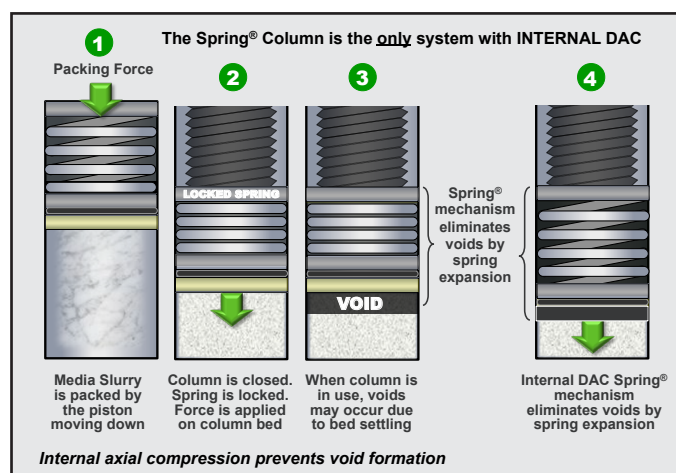 The Spring® Column is the only system with INTERNAL DAC
1
Packing Force
2
3
4
LOCKED SPRING
VOID
Spring®
mechanism
eliminates
voids by
spring
expansion
Media Slurry
is packed by
the piston
moving down
Column is closed.
Spring is locked.
Force is applied
on column bed
When column is
in use, voids
may occur due
to bed settling
Internal DAC Spring®
mechanism
eliminates voids by
spring expansion
Internal axial compression prevents void formation